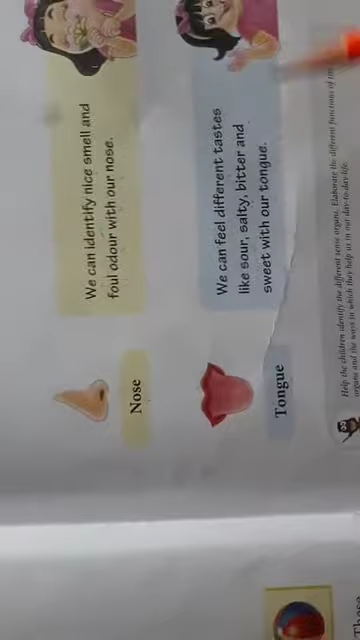 Nose
We can identify nice smell and
foul odour with our nose.
Tongue
We can feel different tastes
like sour, salty, bitter and
sweet with our tongue.
Help the children identify the different sense organs. Elaborate the different functions of
organs and the ways in which they help us in our day-to-day life.